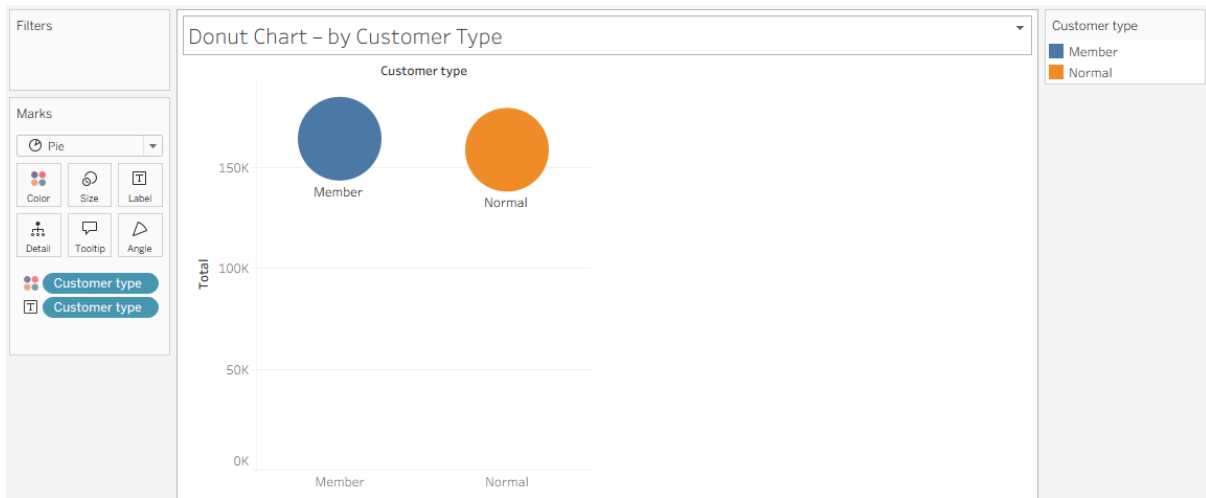 Filters
Marks
Pie
Color Size Label
Detail Tooltip Angle
Customer type
T Customer type
Donut Chart – by Customer Type
Customer type
Member
Normal
150K
100K
50K
0K
Total
Member Normal
Customer type
Member
Normal